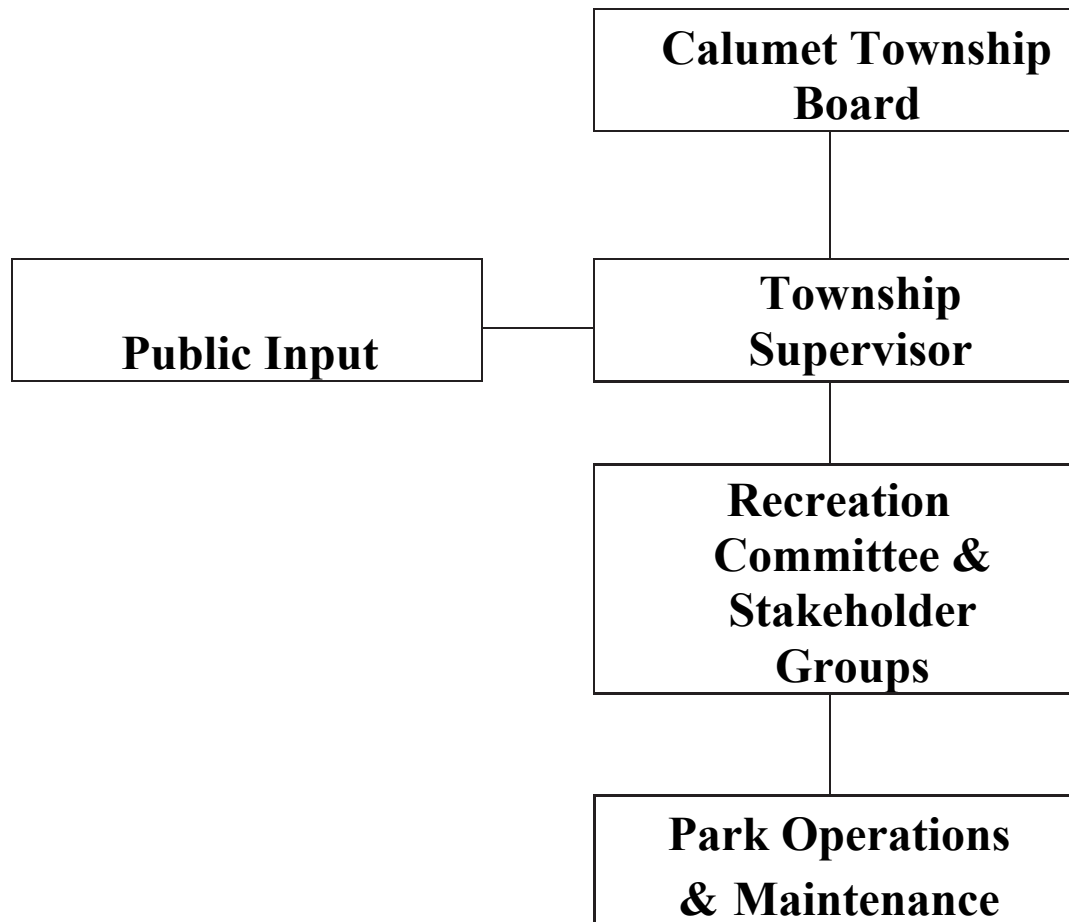 Calumet Township
Board
Public Input
Township
Supervisor
Recreation
Committee &
Stakeholder
Groups
Park Operations
& Maintenance